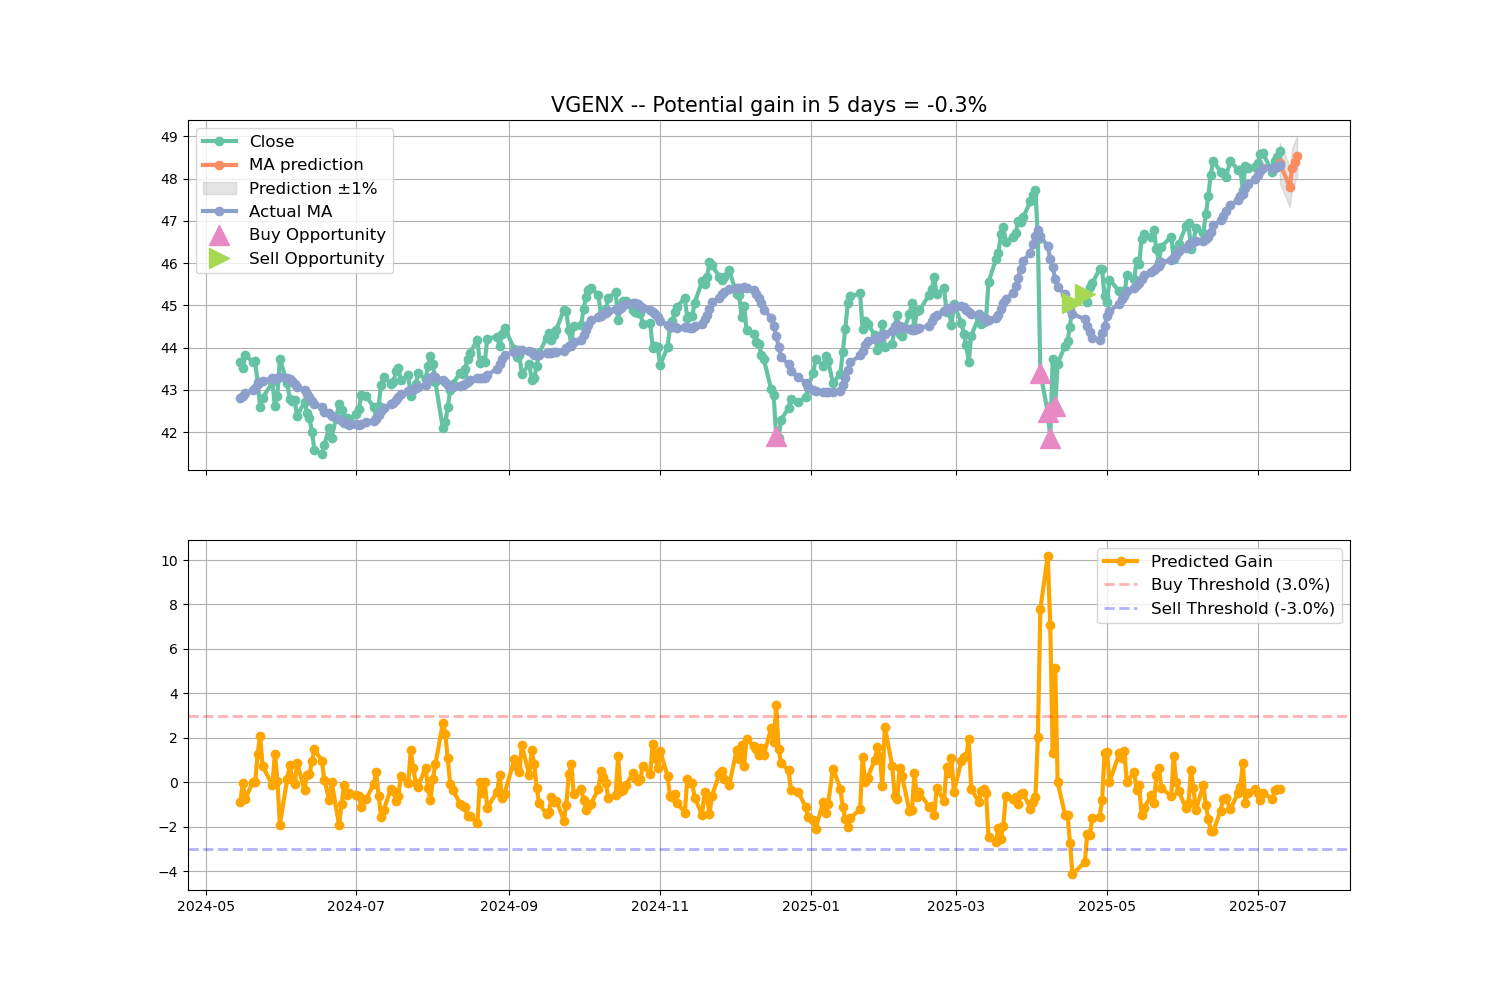 VGENX -- Potential gain in 5 days = -0.3%
49
48
47
46
45
44
43
42
Close
MA prediction
Prediction ±1%
Actual MA
Buy Opportunity
Sell Opportunity
10
8
6
4
2
0
−2
−4
Predicted Gain
Buy Threshold (3.0%)
Sell Threshold (-3.0%)
2024-05 2024-07 2024-09 2024-11 2025-01 2025-03 2025-05 2025-07